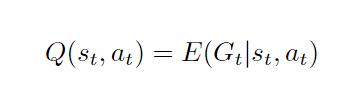 Q(s_t, a_t) = E(G_t|s_t, a_t)